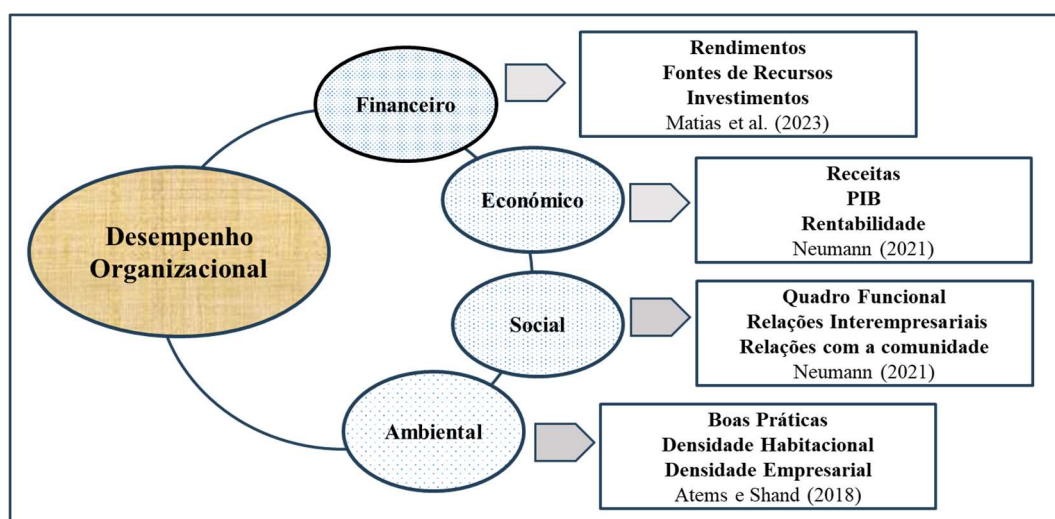 Desempenho
Organizacional
Financeiro
Rendimentos
Fontes de Recursos
Investimentos
Matias et al. (2023)
Económico
Receitas
PIB
Rentabilidade
Neumann (2021)
Social
Quadro Funcional
Relações Interempresariais
Relações com a comunidade
Neumann (2021)
Ambiental
Boas Práticas
Densidade Habitacional
Densidade Empresarial
Atems e Shand (2018)